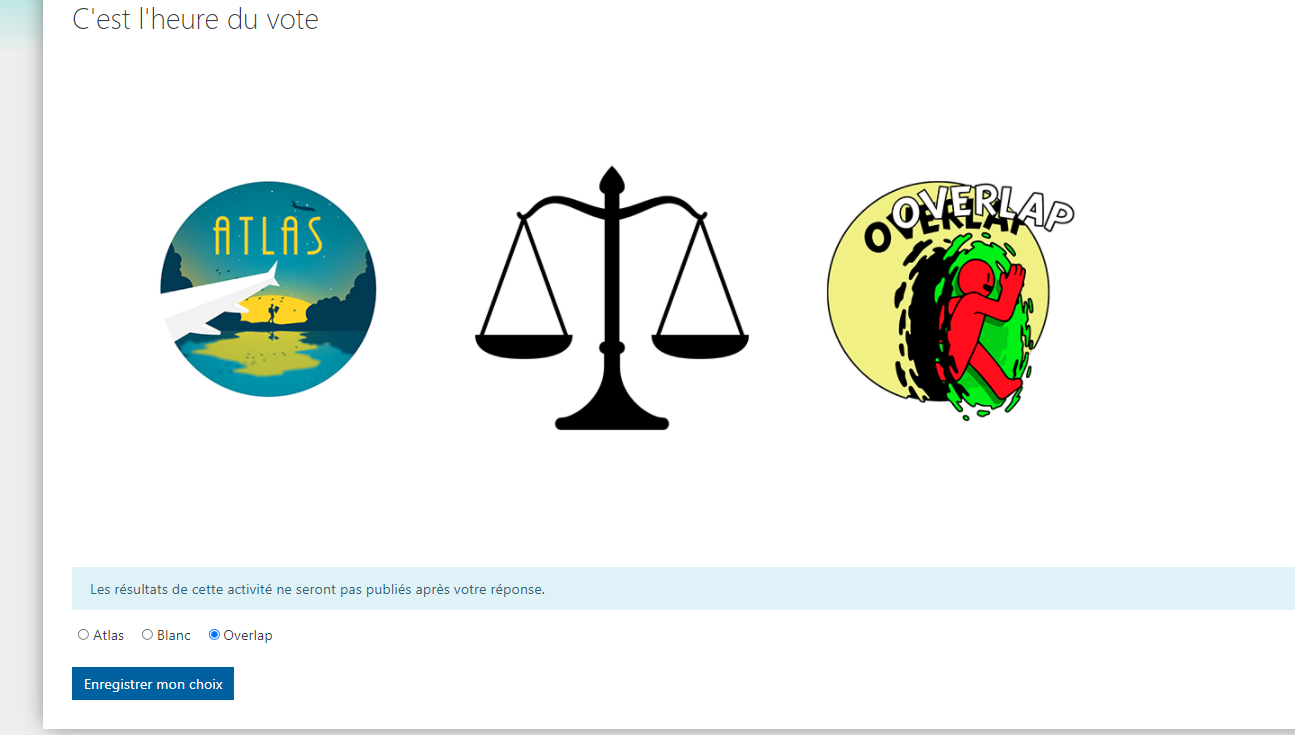 C'est l'heure du vote
ATLAS
OVERLAP
OVERLAP
Les résultats de cette activité ne seront pas publiés après votre réponse.
Atlas Blanc Overlap
Enregistrer mon choix